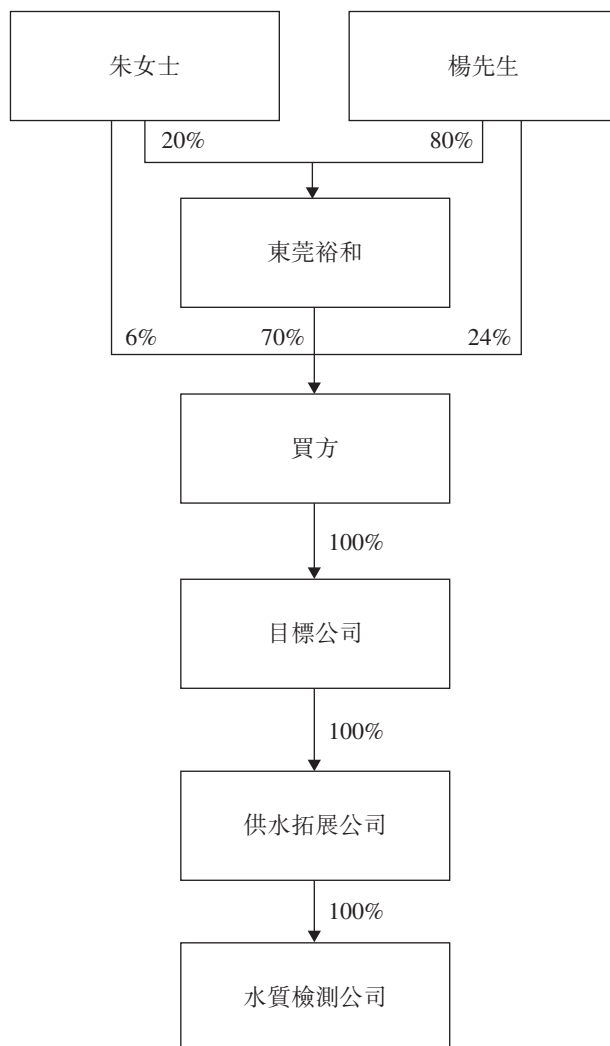 朱女士
楊先生
20%
80%
東莞裕和
6%
70%
24%
買方
100%
目標公司
100%
供水拓展公司
100%
水質檢測公司